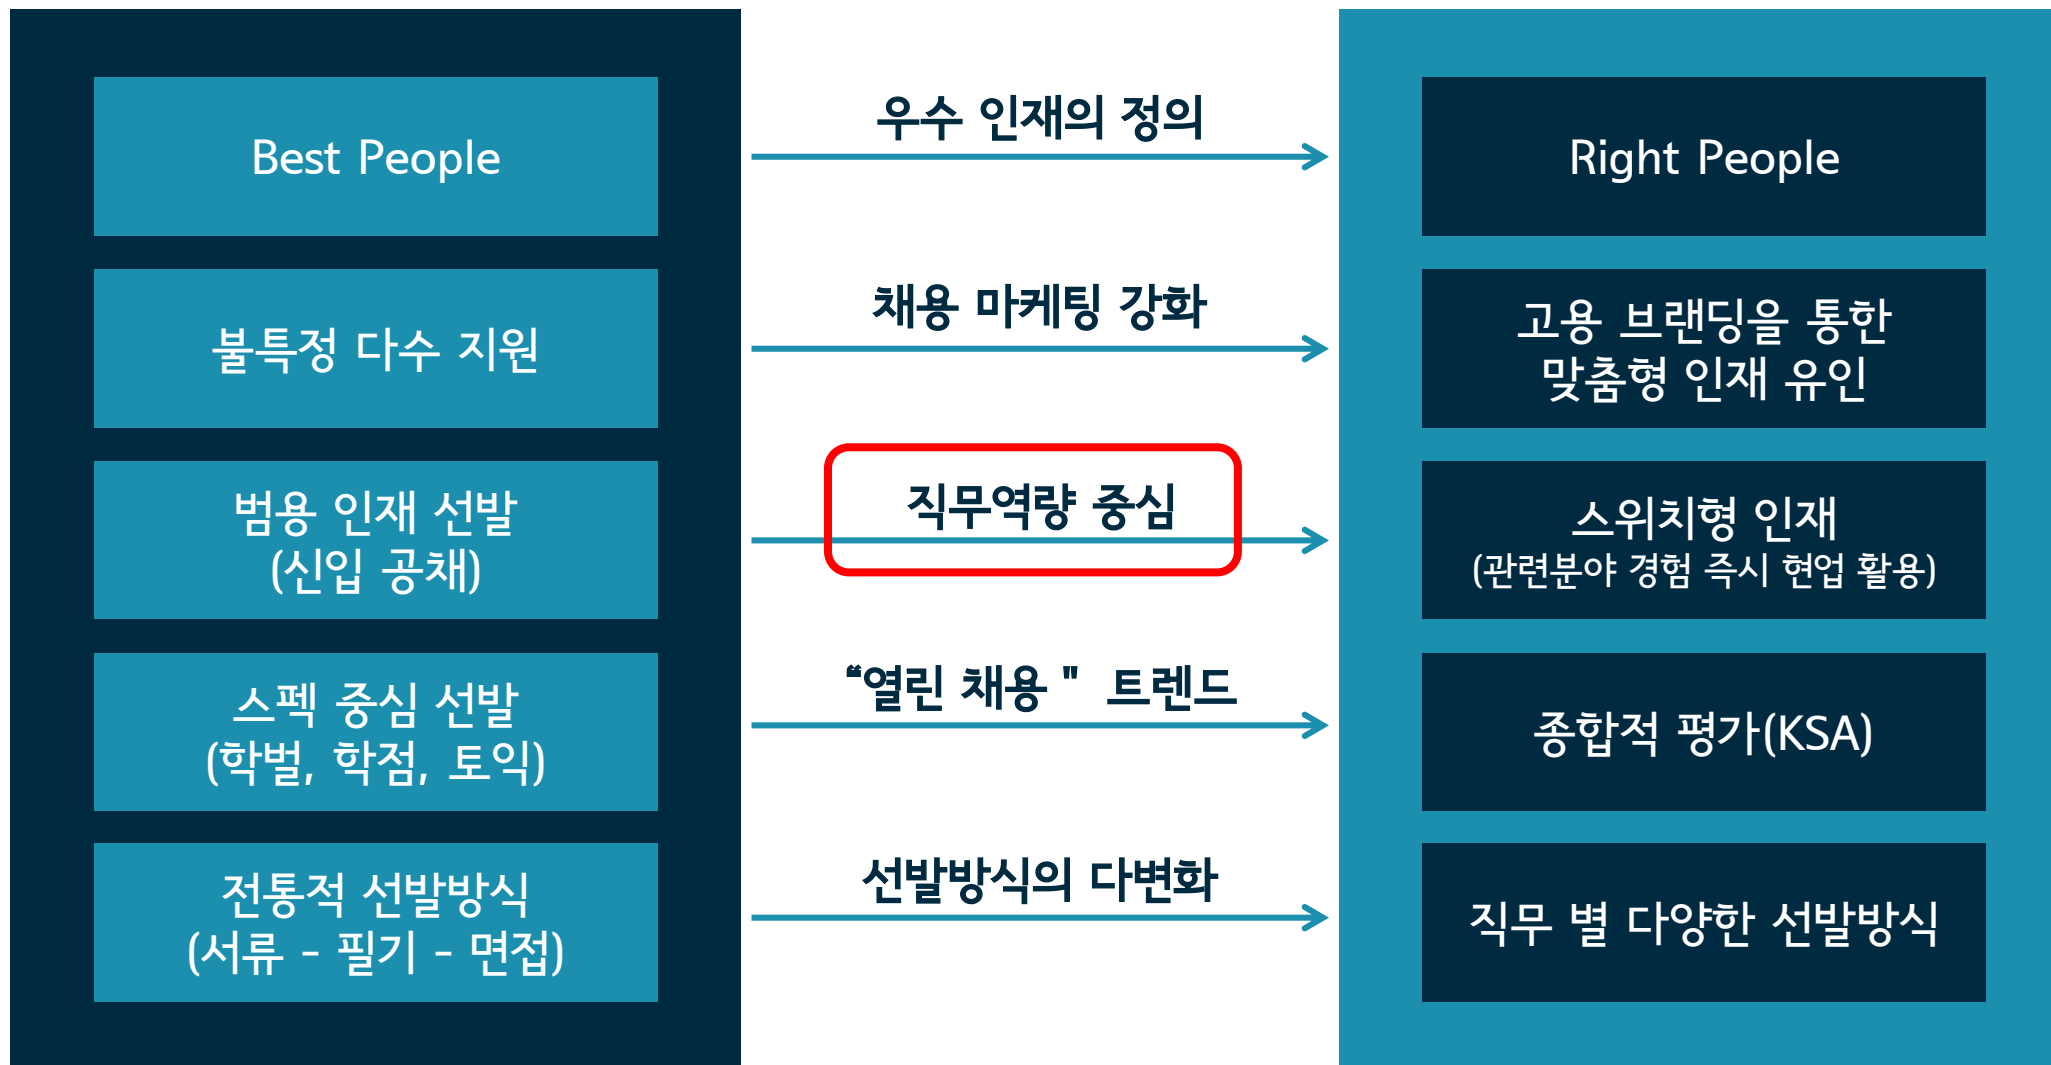 Best People
우수 인재의 정의
Right People
불특정 다수 지원
채용 마케팅 강화
고용 브랜딩을 통한
맞춤형 인재 유인
범용 인재 선발
(신입 공채)
직무역량 중심
스위치형 인재
(관련분야 경험 즉시 현업 활용)
스펙 중심 선발
(학벌, 학점, 토익)
“열린 채용" 트렌드
종합적 평가(KSA)
전통적 선발방식
(서류 - 필기 - 면접)
선발방식의 다변화
직무 별 다양한 선발방식